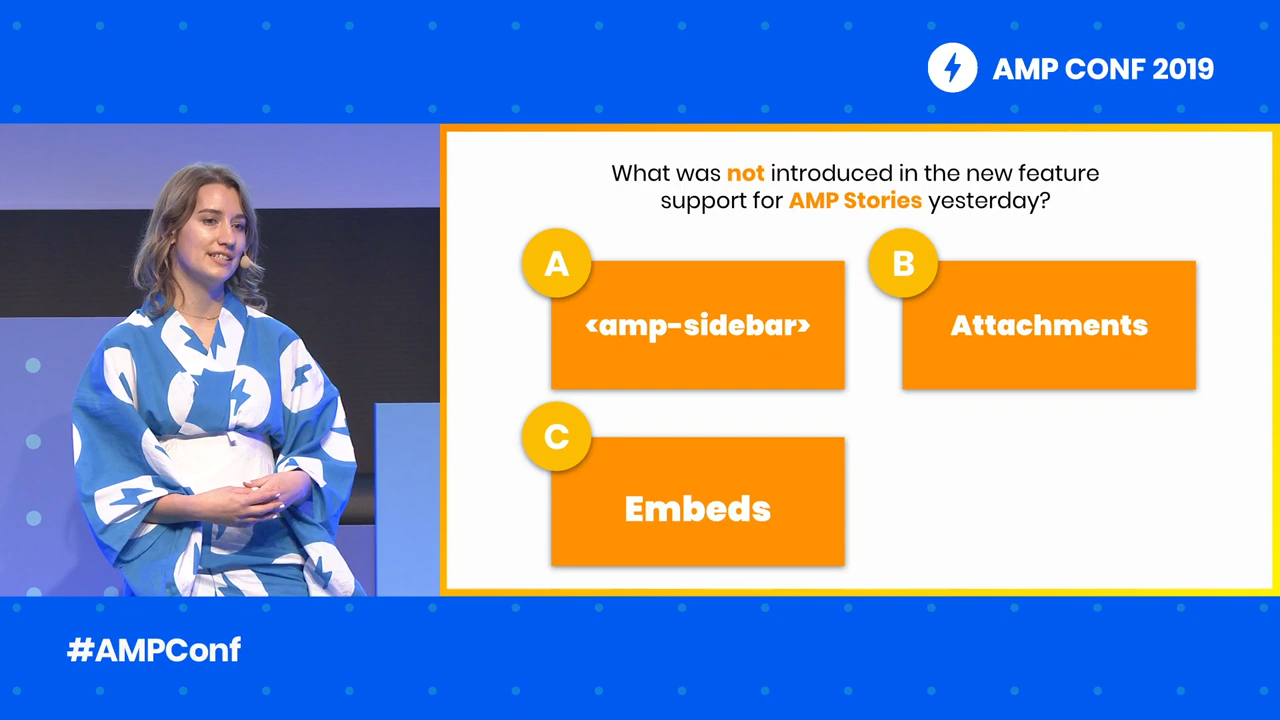 AMP CONF 2019
What was not introduced in the new feature
support for AMP Stories yesterday?
A
<amp-sidebar>
B
Attachments
C
Embeds
#AMPConf